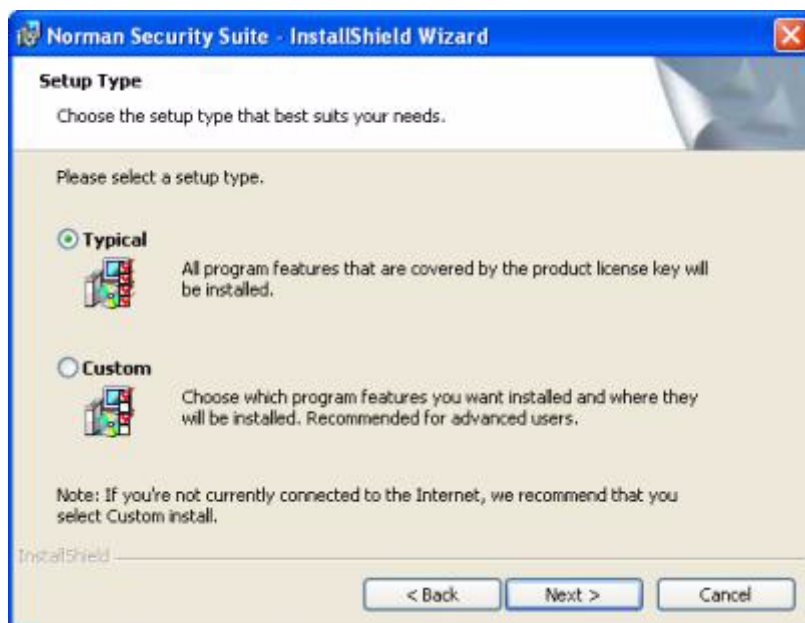 Norman Security Suite - InstallShield Wizard
Setup Type
Choose the setup type that best suits your needs.
Please select a setup type.
Typical
All program features that are covered by the product license key will
be installed.
Custom
Choose which program features you want installed and where they
will be installed. Recommended for advanced users.
Note: If you're not currently connected to the Internet, we recommend that you
select Custom install.
InstallShield
< Back Next > Cancel